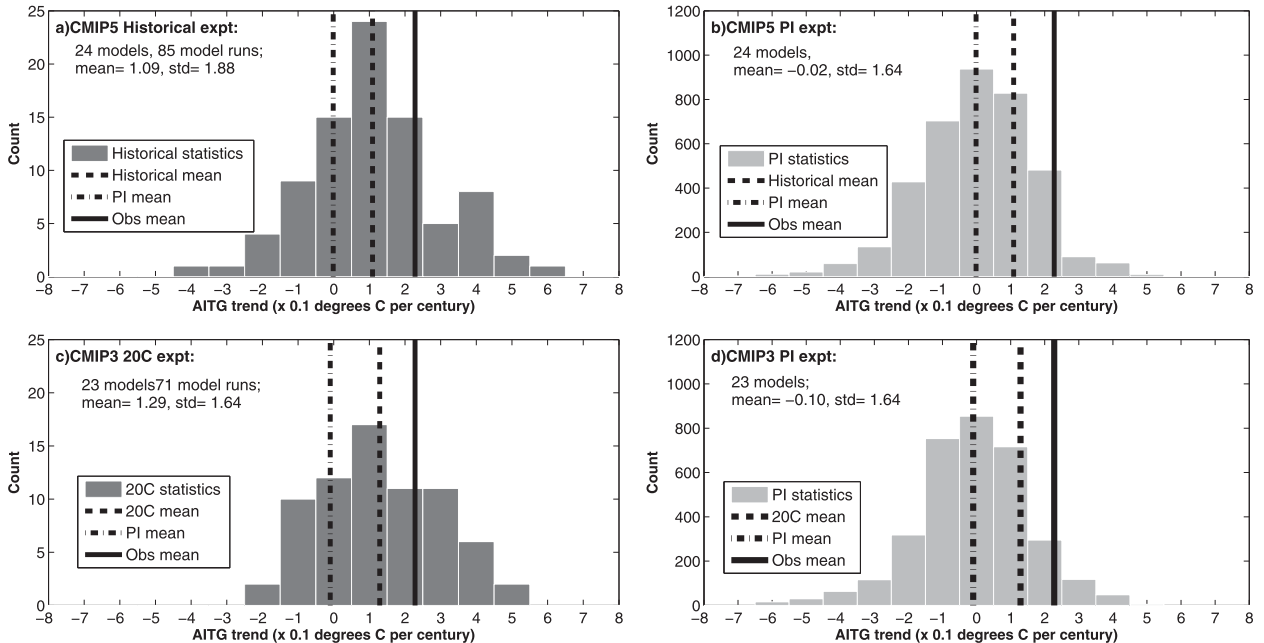 a)CMIP5 Historical expt:
24 models, 85 model runs;
mean= 1.09, std= 1.88
Historical statistics
Historical mean
PI mean
Obs mean
Count
25
20
15
10
5
0
−8 −7 −6 −5 −4 −3 −2 −1 0 1 2 3 4 5 6 7 8
AITG trend (x 0.1 degrees C per century)
b)CMIP5 PI expt:
24 models,
mean= −0.02, std= 1.64
PI statistics
Historical mean
PI mean
Obs mean
Count
1200
1000
800
600
400
200
0
−8 −7 −6 −5 −4 −3 −2 −1 0 1 2 3 4 5 6 7 8
AITG trend (x 0.1 degrees C per century)
c)CMIP3 20C expt:
23 models71 model runs;
mean= 1.29, std= 1.64
20C statistics
20C mean
PI mean
Obs mean
Count
25
20
15
10
5
0
−8 −7 −6 −5 −4 −3 −2 −1 0 1 2 3 4 5 6 7 8
AITG trend (x 0.1 degrees C per century)
d)CMIP3 PI expt:
23 models;
mean= −0.10, std= 1.64
PI statistics
20C mean
PI mean
Obs mean
Count
1200
1000
800
600
400
200
0
−8 −7 −6 −5 −4 −3 −2 −1 0 1 2 3 4 5 6 7 8
AITG trend (x 0.1 degrees C per century)